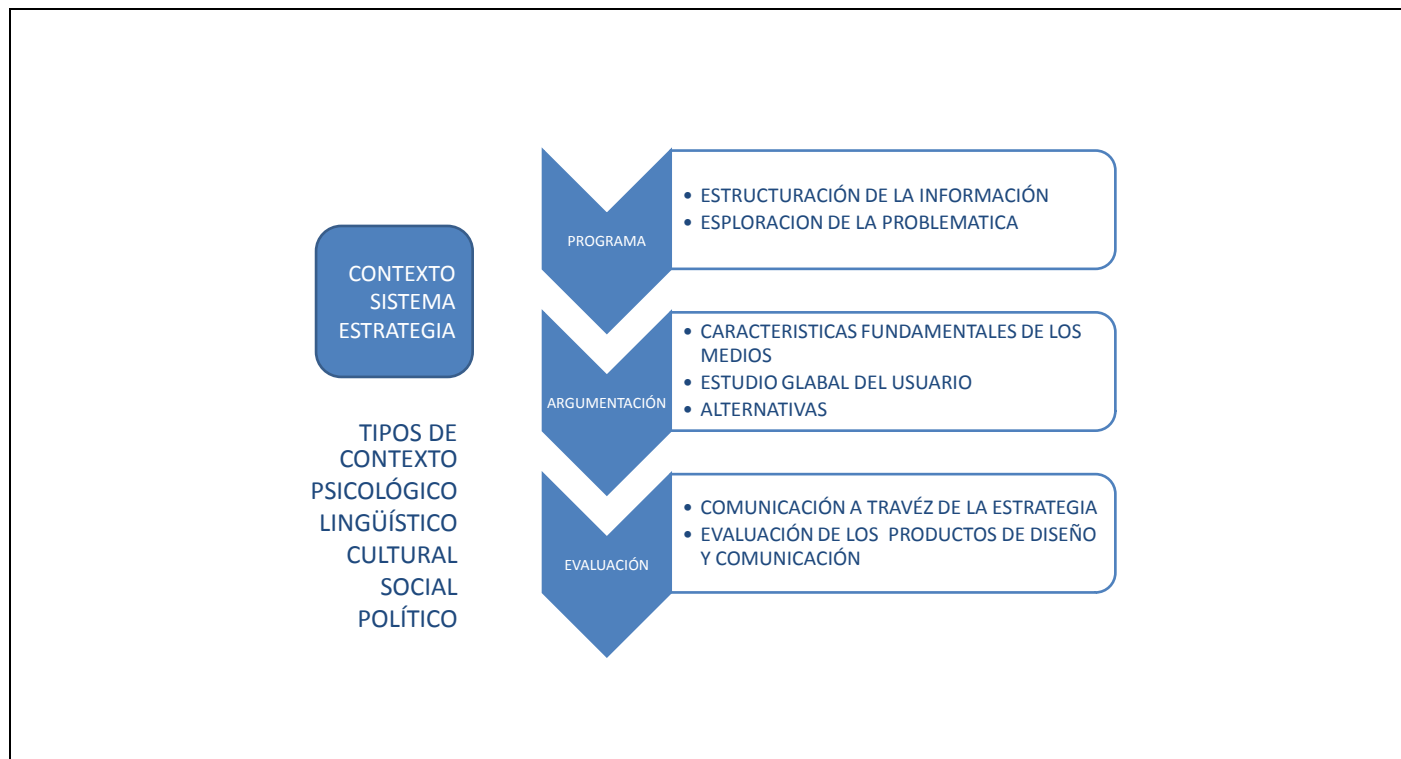 CONTEXTO
SISTEMA
ESTRATEGIA
TIPOS DE
CONTEXTO
PSICOLÓGICO
LINGÜÍSTICO
CULTURAL
SOCIAL
POLÍTICO
PROGRAMA
• ESTRUCTURACIÓN DE LA INFORMACIÓN
• ESPLORACION DE LA PROBLEMATICA
ARGUMENTACIÓN
• CARACTERISTICAS FUNDAMENTALES DE LOS
MEDIOS
• ESTUDIO GLABAL DEL USUARIO
• ALTERNATIVAS
EVALUACIÓN
• COMUNICACIÓN A TRAVÉZ DE LA ESTRATEGIA
• EVALUACIÓN DE LOS PRODUCTOS DE DISEÑO
Y COMUNICACIÓN